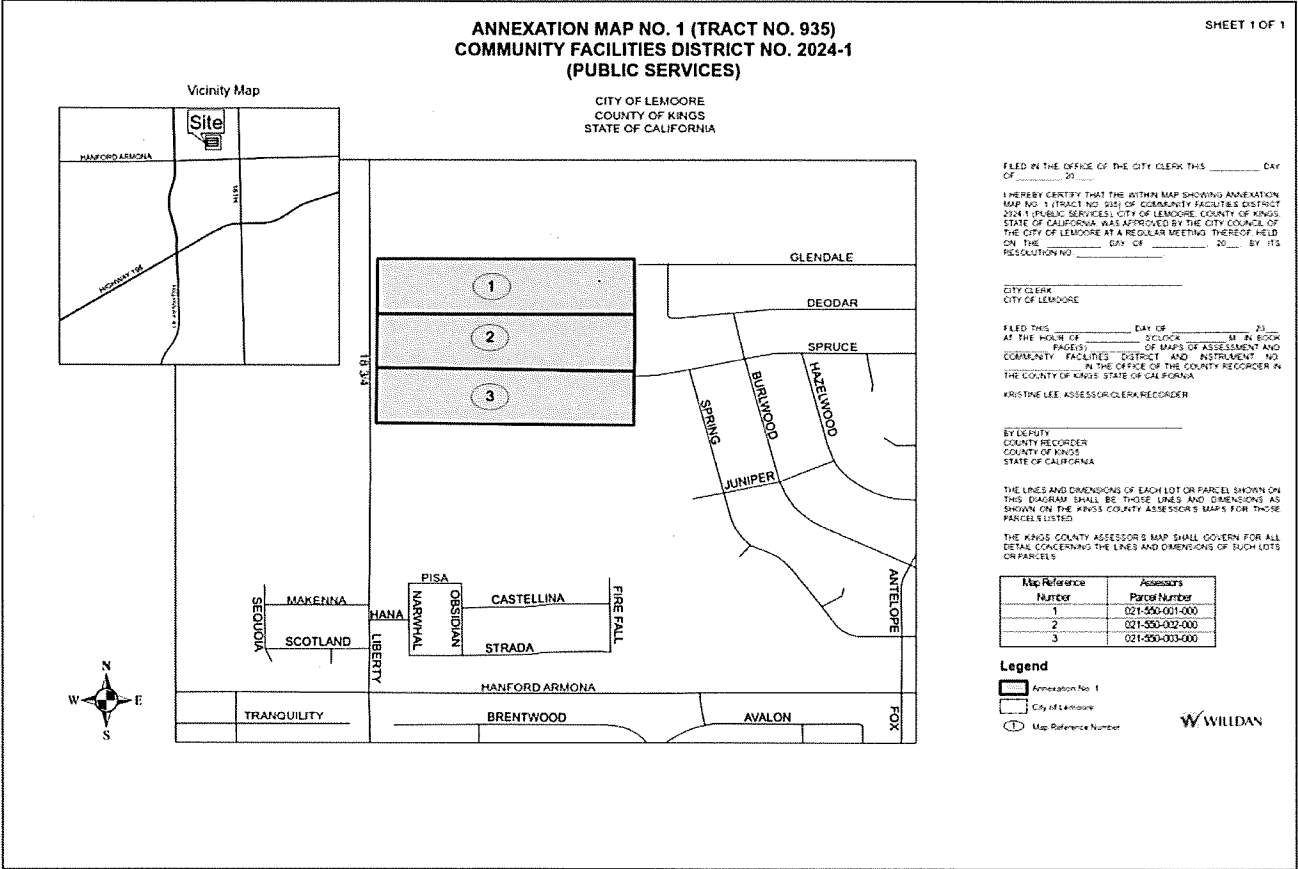 ANNEXATION MAP NO. 1 (TRACT NO. 935)
COMMUNITY FACILITIES DISTRICT NO. 2024-1
(PUBLIC SERVICES)
SHEET 1 OF 1
CITY OF LEMOORE
COUNTY OF KINGS
STATE OF CALIFORNIA
Vicinity Map
Site
HANFORD ARMONA
HIGHWAY 41
HIGHWAY 198
GLENDALE
DEODAR
SPRUCE
1
2
3
18 3/4
SPRING
BURLWOOD
HAZELWOOD
JUNIPER
ANTELOPE
FOX
SEQUOIA
MAKENNA
SCOTLAND
HANA
LIBERTY
PISA
NARWHAL
OBSIDIAN
CASTELLINA
STRADA
FIRE FALL
HANFORD ARMONA
TRANQUILITY
BRENTWOOD
AVALON
N
W E
S
FILED IN THE OFFICE OF THE CITY CLERK THIS __________ DAY
OF _________ 20____
I HEREBY CERTIFY THAT THE WITHIN MAP SHOWING ANNEXATION
MAP NO. 1 (TRACT NO. 935) OF COMMUNITY FACILITIES DISTRICT
2024-1 (PUBLIC SERVICES), CITY OF LEMOORE, COUNTY OF KINGS,
STATE OF CALIFORNIA, WAS APPROVED BY THE CITY COUNCIL OF
THE CITY OF LEMOORE AT A REGULAR MEETING THEREOF, HELD
ON THE __________ DAY OF __________, 20___ BY ITS
RESOLUTION NO. ______________.
CITY CLERK
CITY OF LEMOORE
FILED THIS __________ DAY OF __________ 20__
AT THE HOUR OF ________ O'CLOCK ____M. IN BOOK
________ PAGE(S) ________ OF MAPS OF ASSESSMENT AND
COMMUNITY FACILITIES DISTRICT AND INSTRUMENT NO.
__________ IN THE OFFICE OF THE COUNTY RECORDER IN
THE COUNTY OF KINGS, STATE OF CALIFORNIA
KRISTINE LEE, ASSESSOR/CLERK RECORDER
BY DEPUTY
COUNTY RECORDER
COUNTY OF KINGS
STATE OF CALIFORNIA
THE LINES AND DIMENSIONS OF EACH LOT OR PARCEL SHOWN ON
THIS DIAGRAM SHALL BE THOSE LINES AND DIMENSIONS AS
SHOWN ON THE KINGS COUNTY ASSESSOR'S MAPS FOR THOSE
PARCELS LISTED
THE KINGS COUNTY ASSESSOR'S MAP SHALL GOVERN FOR ALL
DETAIL CONCERNING THE LINES AND DIMENSIONS OF SUCH LOTS
OR PARCELS
Map Reference Number Assessors Parcel Number
1 021-550-001-000
2 021-550-002-000
3 021-550-003-000
Legend
Annexation No. 1
City of Lemoore
1 Map Reference Number
WILLDAN